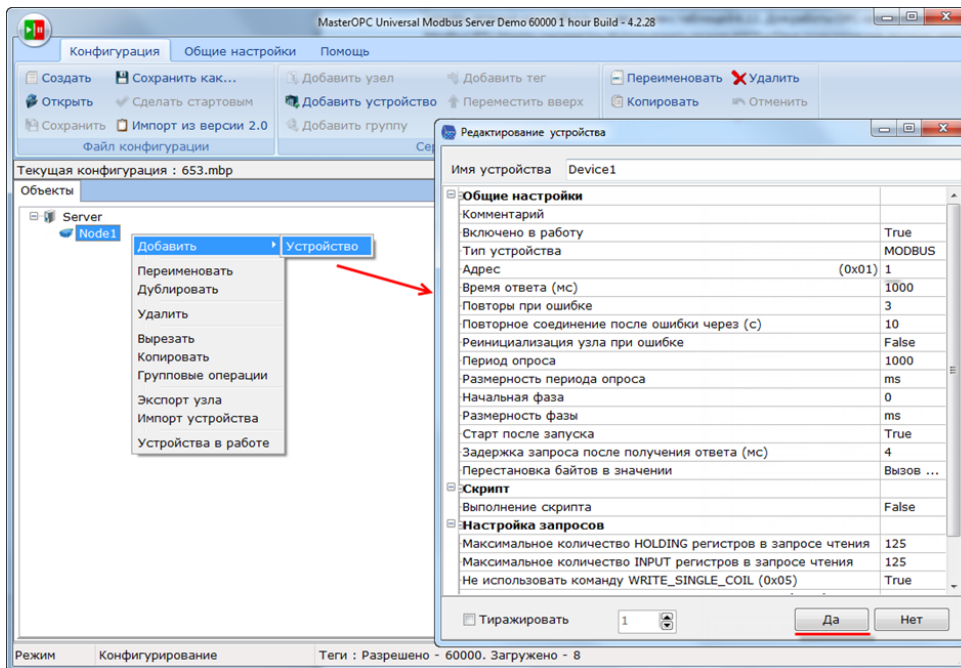 MasterOPC Universal Modbus Server Demo 60000 1 hour Build - 4.2.28
Конфигурация Общие настройки Помощь
Создать Сохранить как... Добавить узел Добавить тег Переименовать Удалить
Открыть Сделать стартовым Добавить устройство Переместить вверх Копировать Отменить
Сохранить Импорт из версии 2.0 Добавить группу
Файл конфигурации Сер
Текущая конфигурация : 653.mbp
Объекты
Server
Node1
Добавить Устройство
Переименовать
Дублировать
Удалить
Вырезать
Копировать
Групповые операции
Экспорт узла
Импорт устройства
Устройства в работе
Редактирование устройства
Имя устройства Device1
Общие настройки
Комментарий
Включено в работу True
Тип устройства MODBUS
Адрес (0x01) 1
Время ответа (мс) 1000
Повторы при ошибке 3
Повторное соединение после ошибки через (с) 10
Реинициализация узла при ошибке False
Период опроса 1000
Размерность периода опроса ms
Начальная фаза 0
Размерность фазы ms
Старт после запуска True
Задержка запроса после получения ответа (мс) 4
Перестановка байтов в значении Вызов ...
Скрипт
Выполнение скрипта False
Настройка запросов
Максимальное количество HOLDING регистров в запросе чтения 125
Максимальное количество INPUT регистров в запросе чтения 125
Не использовать команду WRITE_SINGLE_COIL (0x05) True
Тиражировать 1 Да Нет
Режим Конфигурирование Теги : Разрешено - 60000. Загружено - 8